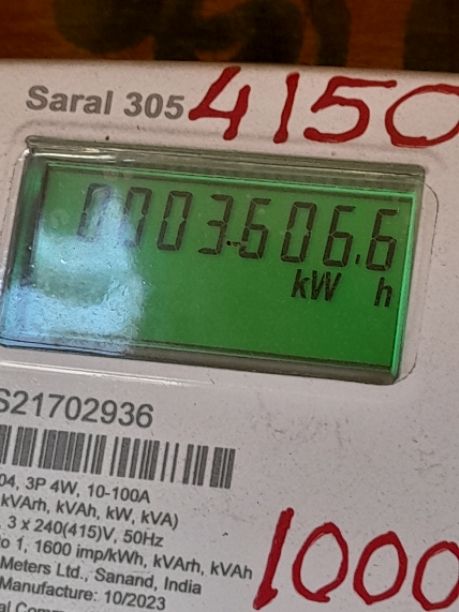 Saral 305 4150
0003606.6
kW h
S21702936
04, 3P 4W, 10-100A
kVArh, kVAh, kW, kVA)
, 3 x 240(415)V, 50Hz
o 1, 1600 imp/kWh, kVArh, kVAh
Meters Ltd., Sanand, India
Manufacture: 10/2023
1000